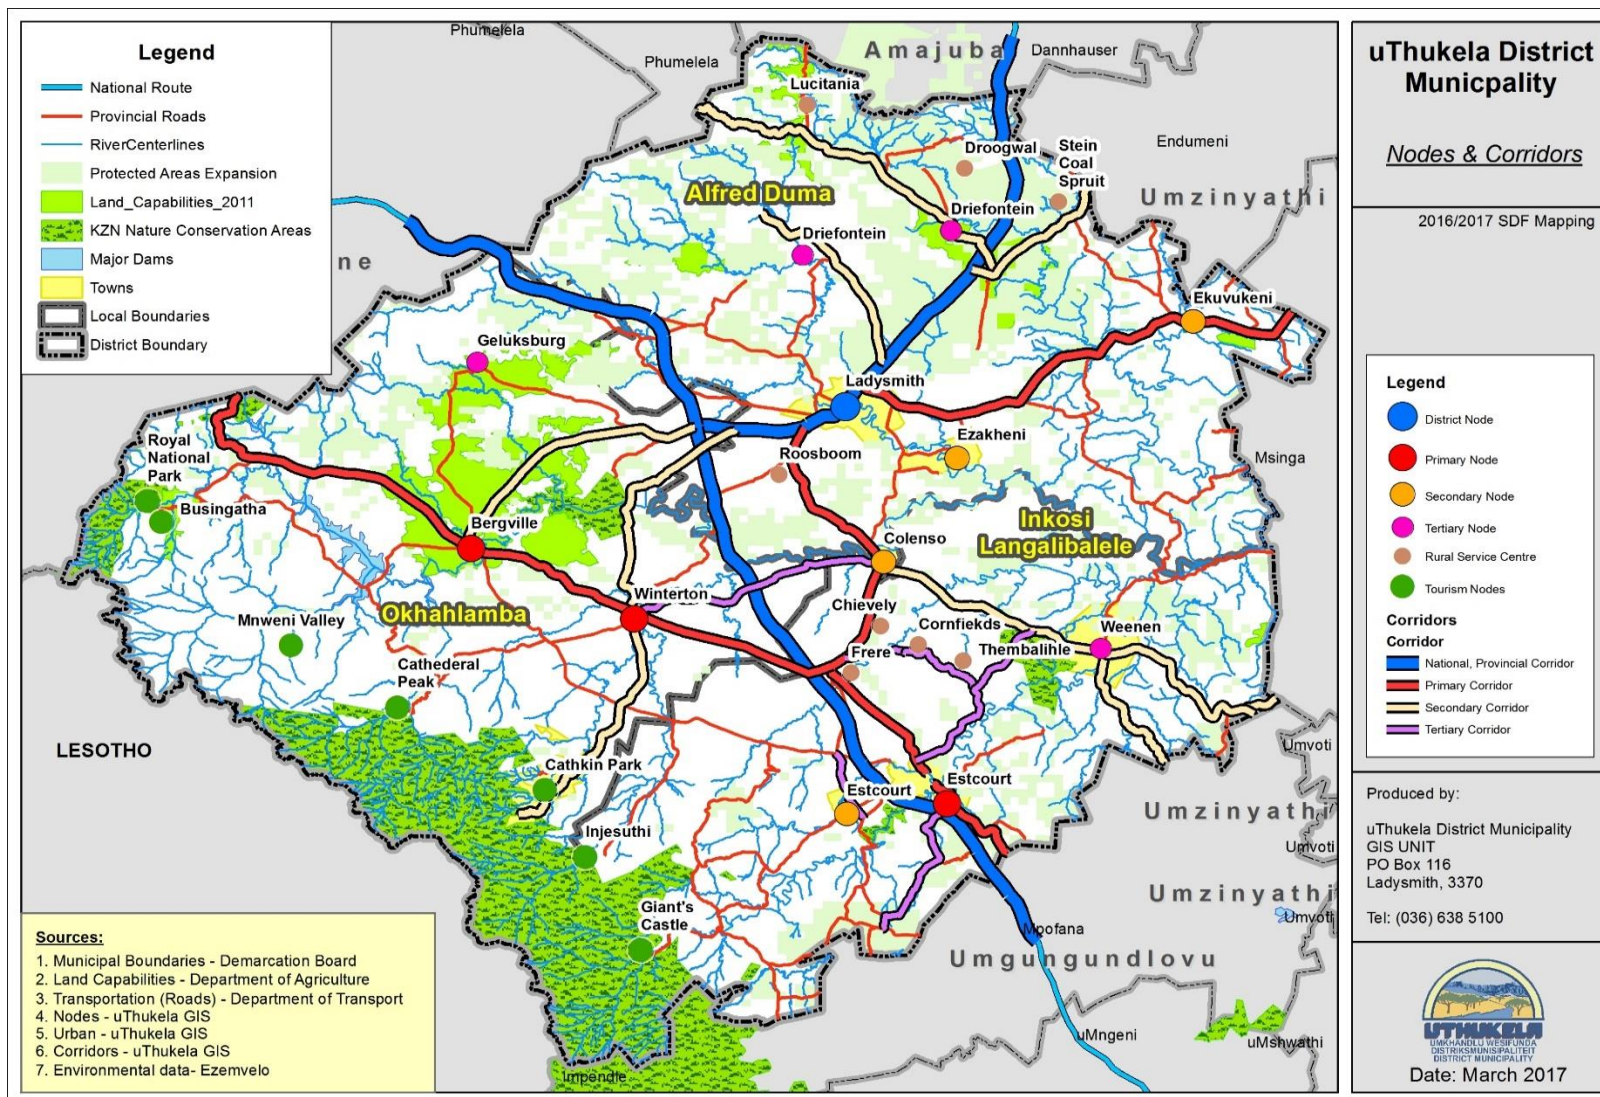 Legend
National Route
Provincial Roads
RiverCenterlines
Protected Areas Expansion
Land_Capabilities_2011
KZN Nature Conservation Areas
Major Dams
Towns
Local Boundaries
District Boundary
Phumelela
Phumelela
Amajuba
Dannhauser
Endumeni
Umzinyathi
ne
Lucitania
Droogwal
Stein
Coal
Spruit
Alfred Duma
Driefontein
Driefontein
Ekuvukeni
Geluksburg
Ladysmith
Ezakheni
Roosboom
Msinga
Royal
National
Park
Busingatha
Bergville
Inkosi
Langalibalele
Colenso
Winterton
Okhahlamba
Mnweni Valley
Chievely
Cornfiekds
Frere
Thembalihle
Weenen
Cathederal
Peak
LESOTHO
Cathkin Park
Estcourt
Estcourt
Injesuthi
Giant's
Castle
Umvoti
Umzinyathi
Umvoti
Umzinyathi
Umvoti
Mpofana
Umgungundlovu
uMngeni
uMshwathi
Impendle
Sources:
1. Municipal Boundaries - Demarcation Board
2. Land Capabilities - Department of Agriculture
3. Transportation (Roads) - Department of Transport
4. Nodes - uThukela GIS
5. Urban - uThukela GIS
6. Corridors - uThukela GIS
7. Environmental data- Ezemvelo
uThukela District
Municpality
Nodes & Corridors
2016/2017 SDF Mapping
Legend
District Node
Primary Node
Secondary Node
Tertiary Node
Rural Service Centre
Tourism Nodes
Corridors
Corridor
National, Provincial Corridor
Primary Corridor
Secondary Corridor
Tertiary Corridor
Produced by:
uThukela District Municipality
GIS UNIT
PO Box 116
Ladysmith, 3370
Tel: (036) 638 5100
UTHUKELA
UMKHANDLU WESIFUNDA
DISTRIKSMUNISIPALITEIT
DISTRICT MUNICIPALITY
Date: March 2017